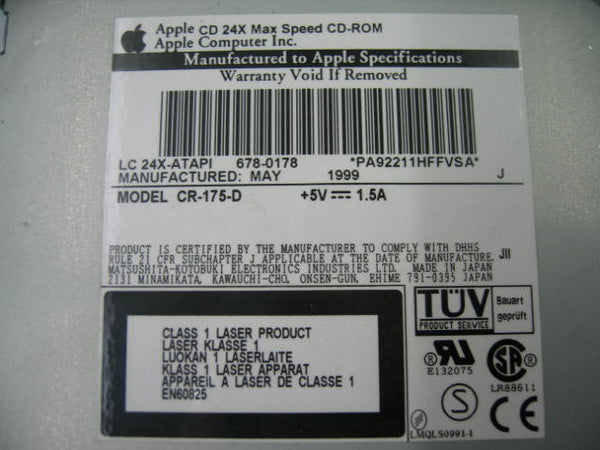 Apple CD 24X Max Speed CD-ROM
Apple Computer Inc.
Manufactured to Apple Specifications
Warranty Void If Removed
LC 24X-ATAPI 678-0178 *PA92211HFFVSA*
MANUFACTURED: MAY 1999 J
MODEL CR-175-D +5V 1.5A
PRODUCT IS CERTIFIED BY THE MANUFACTURER TO COMPLY WITH DHHS
RULE 21 CFR SUBCHAPTER J APPLICABLE AT THE DATE OF MANUFACTURE. JII
MATSUSHITA-KOTOBUKI ELECTRONICS INDUSTRIES LTD. MADE IN JAPAN
2131 MINAMIKATA, KAWAUCHI-CHO, ONSEN-GUN, EHIME 791-0395 JAPAN
CLASS 1 LASER PRODUCT
LASER KLASSE 1
LUOKAN 1 LASERLAITE
KLASS 1 LASER APPARAT
APPAREIL A LASER DE CLASSE 1
EN60825
TÜV
PRODUCT SERVICE
Bauart
geprüft
® RU
E132075
® SA
LR88611
S
CE
LMQLS0991-1